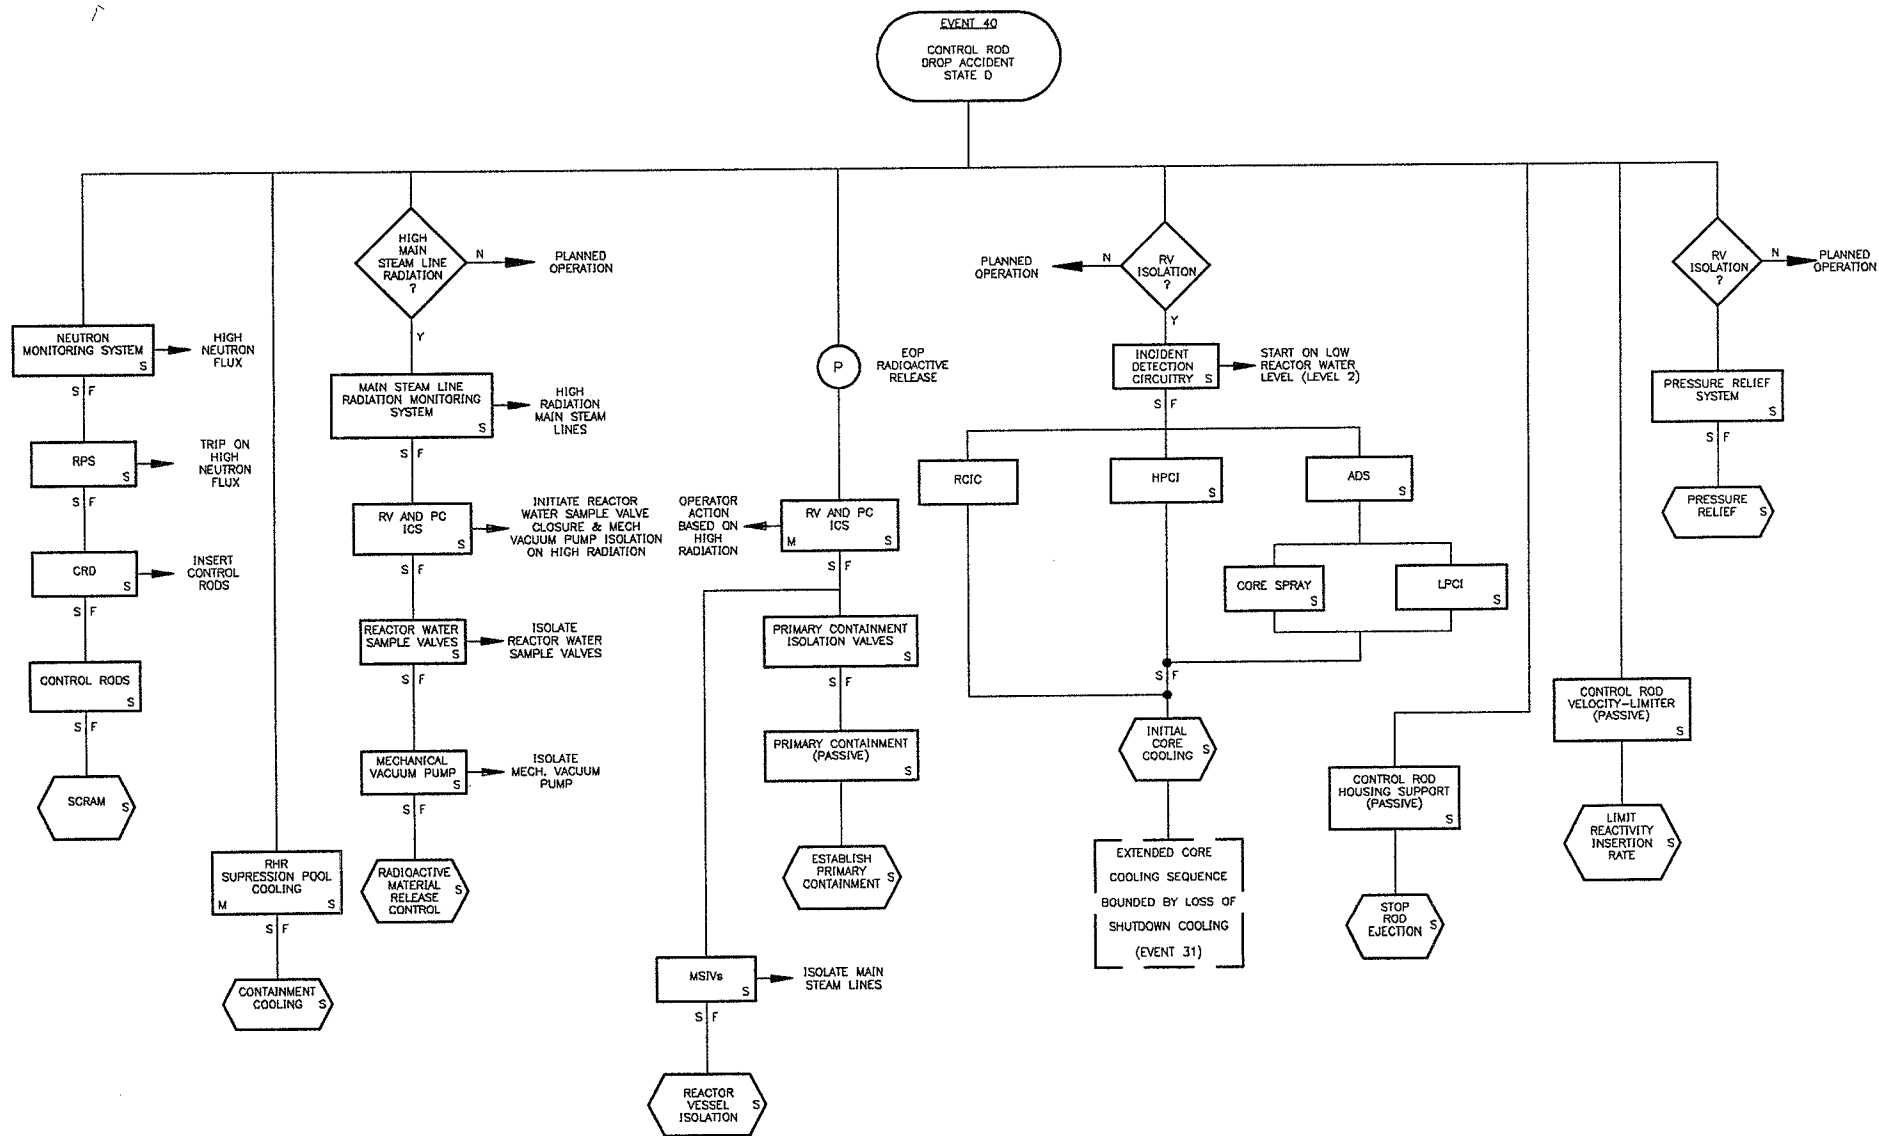 EVENT 40
CONTROL ROD
DROP ACCIDENT
STATE D
NEUTRON
MONITORING SYSTEM
S
HIGH
NEUTRON
FLUX
S F
RPS
S
TRIP ON
HIGH
NEUTRON
FLUX
S F
CRD
S
INSERT
CONTROL
RODS
S F
CONTROL RODS
S
S F
SCRAM S
RHR
SUPRESSION POOL
COOLING
M S
S F
CONTAINMENT
COOLING S
HIGH
MAIN
STEAM LINE
RADIATION
?
N
PLANNED
OPERATION
Y
MAIN STEAM LINE
RADIATION MONITORING
SYSTEM
S
HIGH
RADIATION
MAIN STEAM
LINES
S F
RV AND PC
ICS
S
INITIATE REACTOR
WATER SAMPLE VALVE
CLOSURE & MECH
VACUUM PUMP ISOLATION
ON HIGH RADIATION
S F
REACTOR WATER
SAMPLE VALVES
S
ISOLATE
REACTOR WATER
SAMPLE VALVES
S F
MECHANICAL
VACUUM PUMP
S
ISOLATE
MECH. VACUUM
PUMP
S F
RADIOACTIVE
MATERIAL
RELEASE
CONTROL
S
P
EOP
RADIOACTIVE
RELEASE
OPERATOR
ACTION
BASED ON
HIGH
RADIATION
RV AND PC
ICS
M S
S F
PRIMARY CONTAINMENT
ISOLATION VALVES
S
S F
PRIMARY CONTAINMENT
(PASSIVE)
S
ESTABLISH
PRIMARY
CONTAINMENT
S
MSIVs
S
ISOLATE MAIN
STEAM LINES
S F
REACTOR
VESSEL
ISOLATION
S
RV
ISOLATION
?
N
PLANNED
OPERATION
Y
INCIDENT
DETECTION
CIRCUITRY S
START ON LOW
REACTOR WATER
LEVEL (LEVEL 2)
S F
RCIC
HPCI
S
ADS
S
CORE SPRAY
S
LPCI
S
S F
INITIAL
CORE
COOLING
S
EXTENDED CORE
COOLING SEQUENCE
BOUNDED BY LOSS OF
SHUTDOWN COOLING
(EVENT 31)
CONTROL ROD
HOUSING SUPPORT
(PASSIVE)
S
STOP
ROD
EJECTION
S
CONTROL ROD
VELOCITY-LIMITER
(PASSIVE)
S
LIMIT
REACTIVITY
INSERTION
RATE
S
RV
ISOLATION
?
N
PLANNED
OPERATION
PRESSURE RELIEF
SYSTEM
S
S F
PRESSURE
RELIEF
S